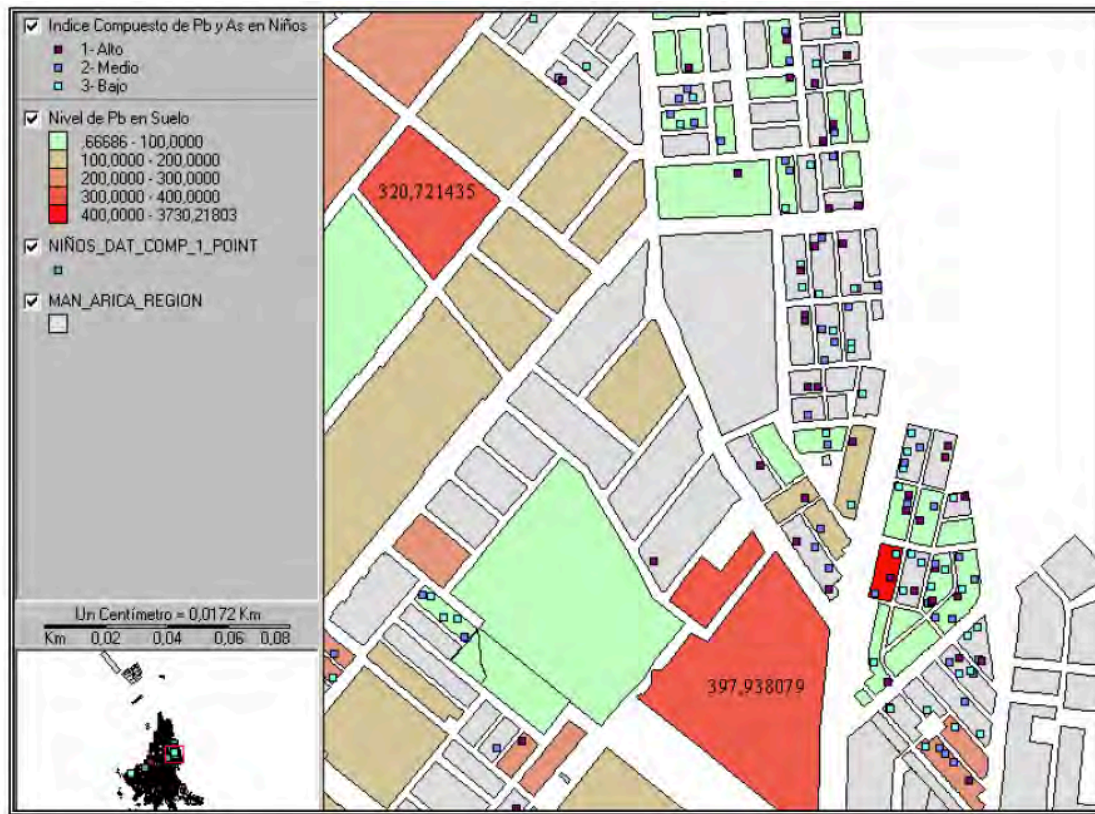 Indice Compuesto de Pb y As en Niños
1- Alto
2- Medio
3- Bajo
Nivel de Pb en Suelo
,66686 - 100,0000
100,0000 - 200,0000
200,0000 - 300,0000
300,0000 - 400,0000
400,0000 - 3730,21803
NIÑOS_DAT_COMP_1_POINT
MAN_ARICA_REGION
Un Centímetro = 0,0172 Km
Km 0,02 0,04 0,06 0,08
320,721435
397,938079